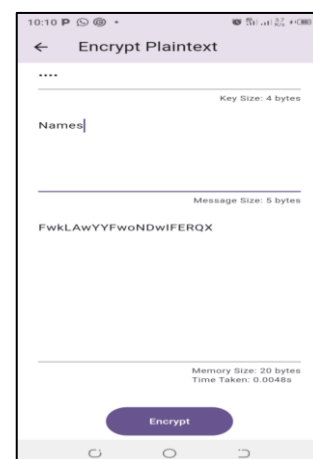 10:10 P
← Encrypt Plaintext
••••
Key Size: 4 bytes
Names
Message Size: 5 bytes
FwkLAwYYFwoNDwIFERQX
Memory Size: 20 bytes
Time Taken: 0.0048s
Encrypt